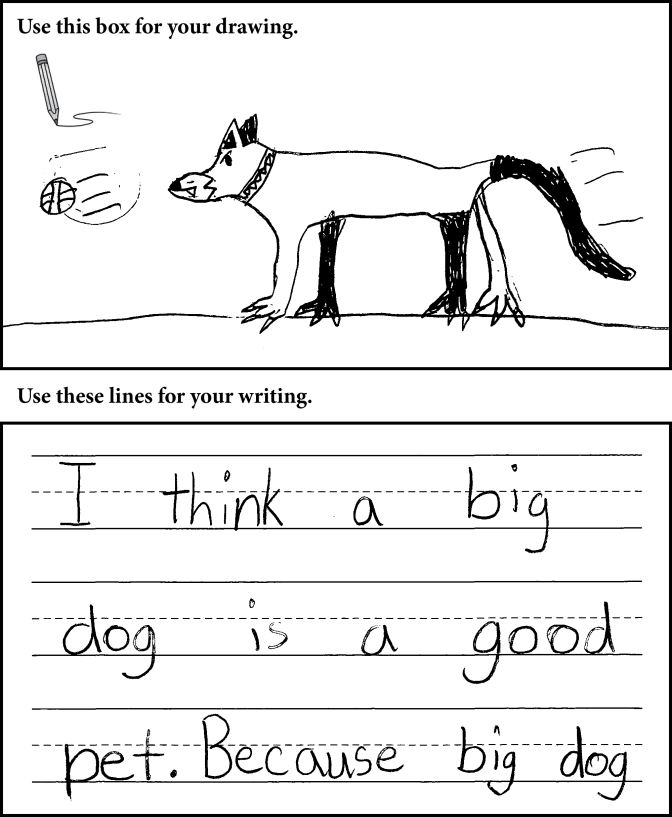 Use this box for your drawing.
Use these lines for your writing.
I think a big
dog is a good
pet. Because big dog